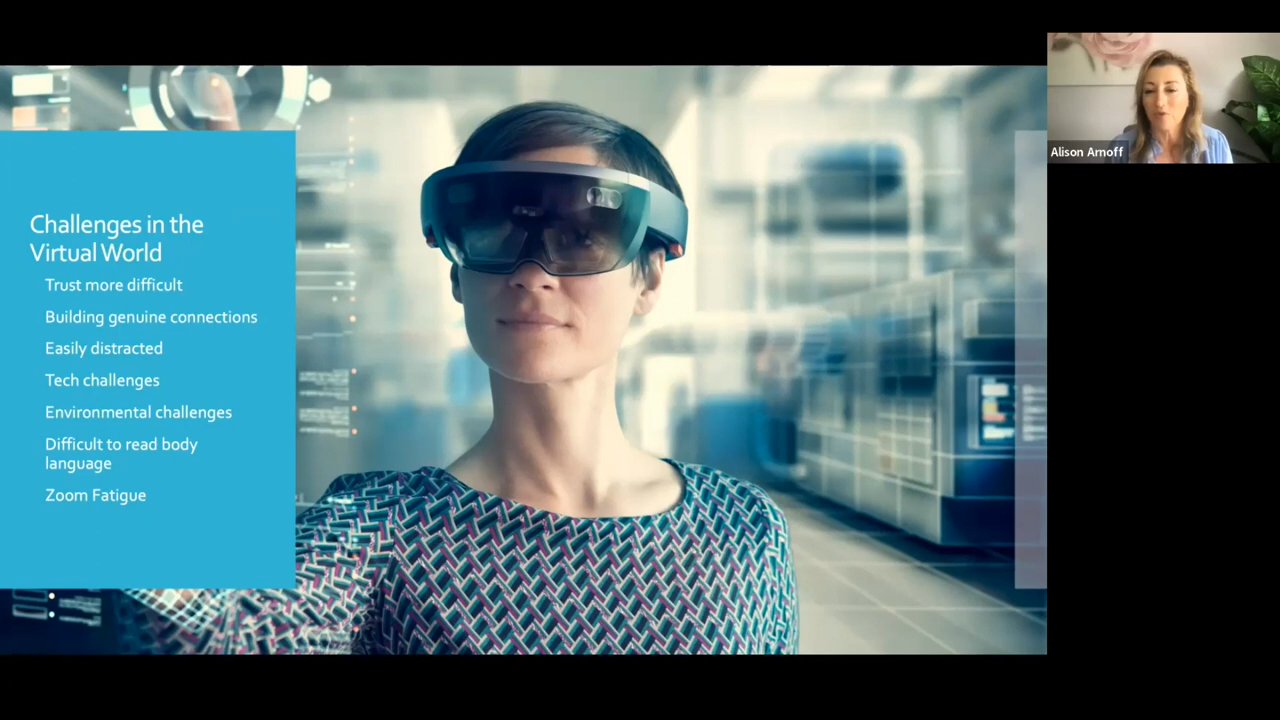 Challenges in the
Virtual World
Trust more difficult
Building genuine connections
Easily distracted
Tech challenges
Environmental challenges
Difficult to read body
language
Zoom Fatigue
Alison Arnoff